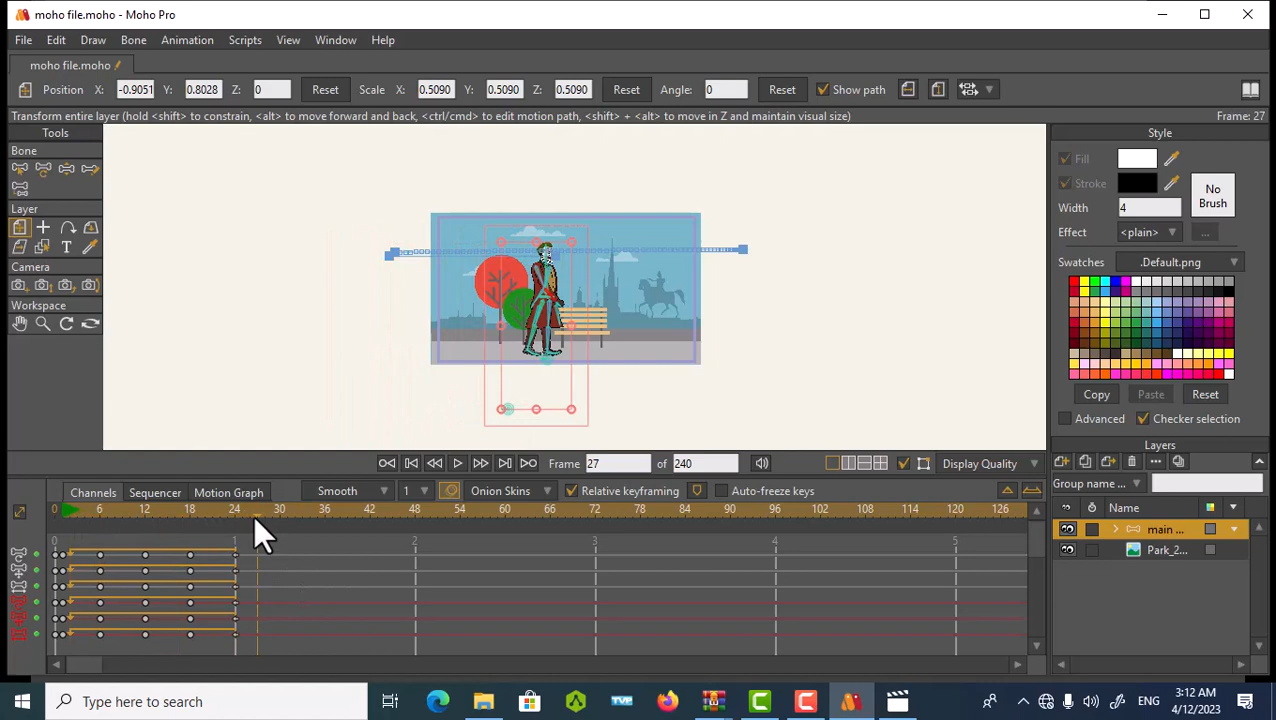 moho file.moho - Moho Pro
File Edit Draw Bone Animation Scripts View Window Help
moho file.moho
Position X: -0.9051 Y: 0.8028 Z: 0 Reset Scale X: 0.5090 Y: 0.5090 Z: 0.5090 Reset Angle: 0 Reset Show path
Transform entire layer (hold <shift> to constrain, <alt> to move forward and back, <ctrl/cmd> to edit motion path, <shift> + <alt> to move in Z and maintain visual size) Frame: 27
Tools
Bone
Layer
T
Camera
Workspace
Style
Fill
Stroke
No
Brush
Width 4
Effect <plain> ...
Swatches .Default.png
Copy Paste Reset
Advanced Checker selection
Layers
Group name ...
Name
main ...
Park_2...
Frame 27 of 240 Display Quality
Channels Sequencer Motion Graph Smooth 1 Onion Skins Relative keyframing Auto-freeze keys
0 6 12 18 24 30 36 42 48 54 60 66 72 78 84 90 96 102 108 114 120 126
0 1 2 3 4 5
Type here to search
TVP
ENG
3:12 AM
4/12/2023